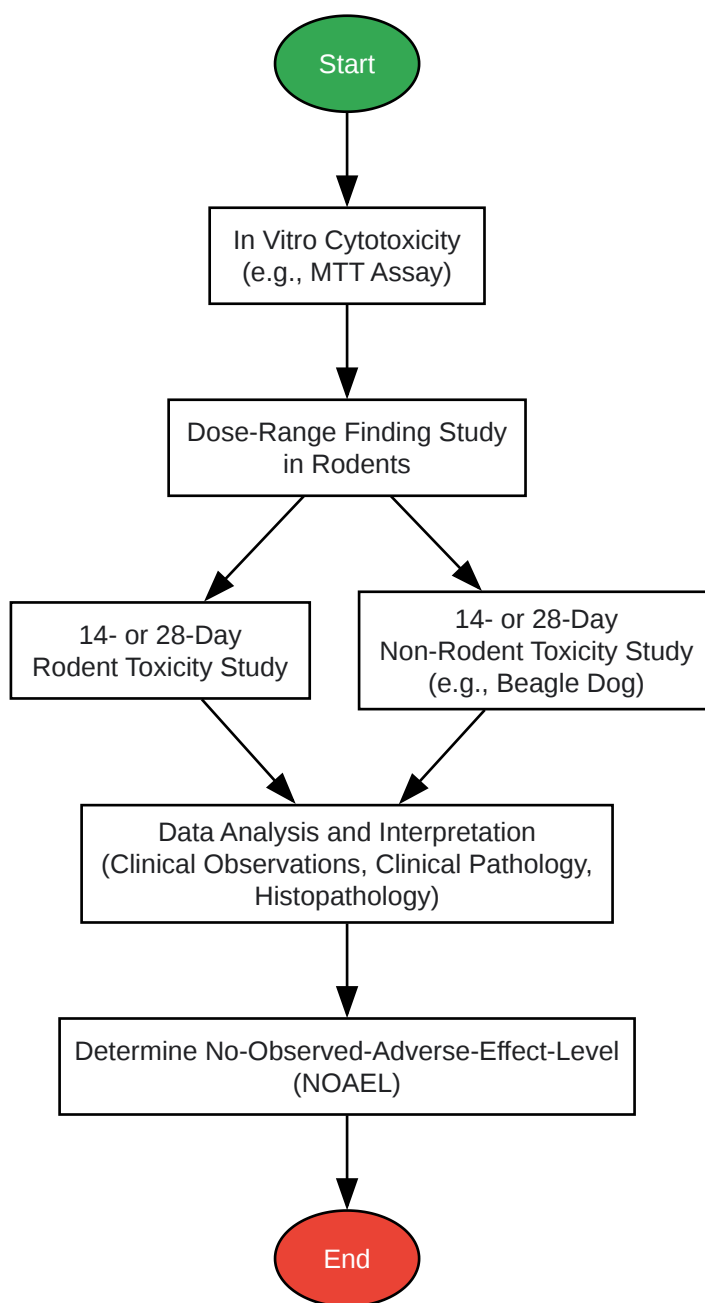 Start
In Vitro Cytotoxicity
(e.g., MTT Assay)
Dose-Range Finding Study
in Rodents
14- or 28-Day
Rodent Toxicity Study
14- or 28-Day
Non-Rodent Toxicity Study
(e.g., Beagle Dog)
Data Analysis and Interpretation
(Clinical Observations, Clinical Pathology,
Histopathology)
Determine No-Observed-Adverse-Effect-Level
(NOAEL)
End